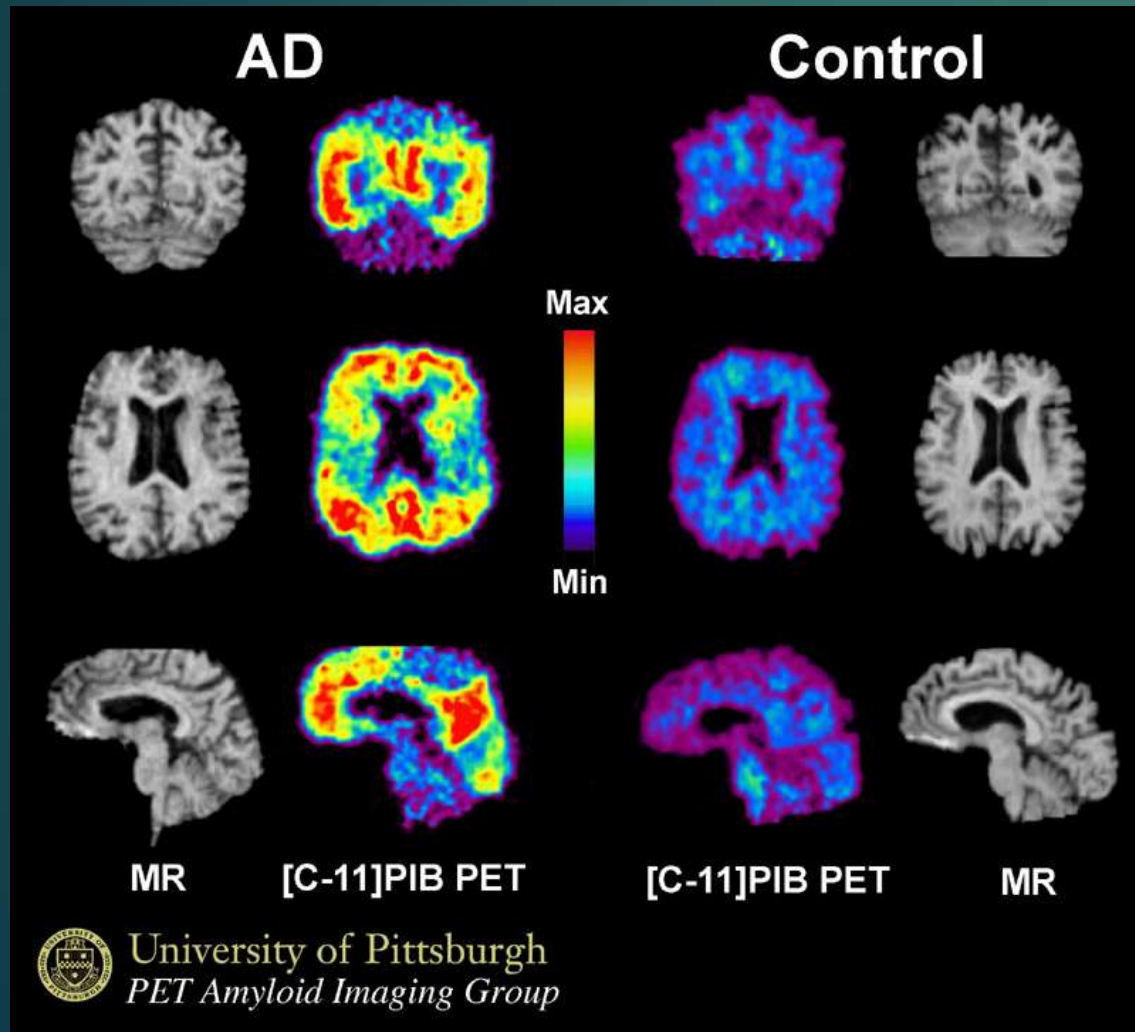 AD
Control
Max
Min
MR
[C-11]PIB PET
[C-11]PIB PET
MR
University of Pittsburgh
PET Amyloid Imaging Group